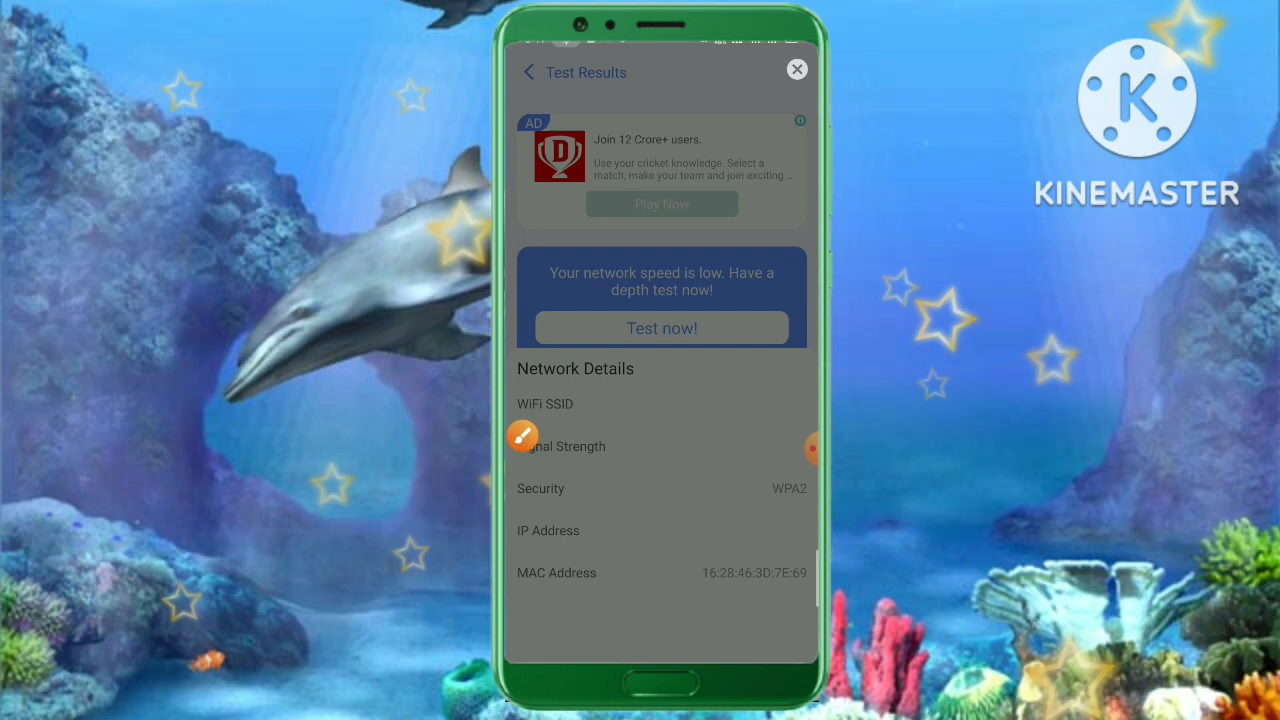 Test Results
AD
Join 12 Crore+ users.
Use your cricket knowledge. Select a
match, make your team and join exciting ...
Play Now
Your network speed is low. Have a
depth test now!
Test now!
Network Details
WiFi SSID
Strength
Security WPA2
IP Address
MAC Address 16:28:46:3D:7E:69
K
KINEMASTER
D